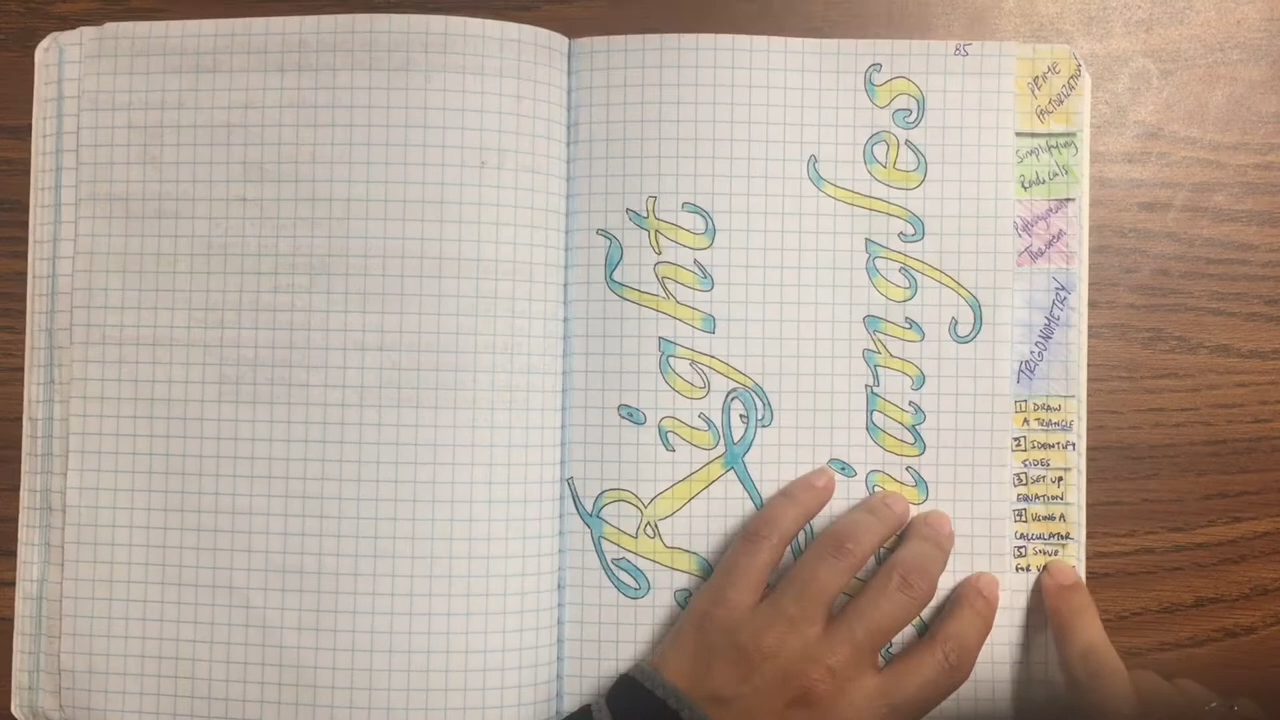 85
Right
iangles
PRIME
FACTORIZATION
Simplifying
Radicals
Pythagorean
Theorem
TRIGONOMETRY
1 DRAW
A TRIANGLE
2 IDENTIFY
SIDES
3 SET UP
EQUATION
4 USING A
CALCULATOR
5 SOLVE
FOR